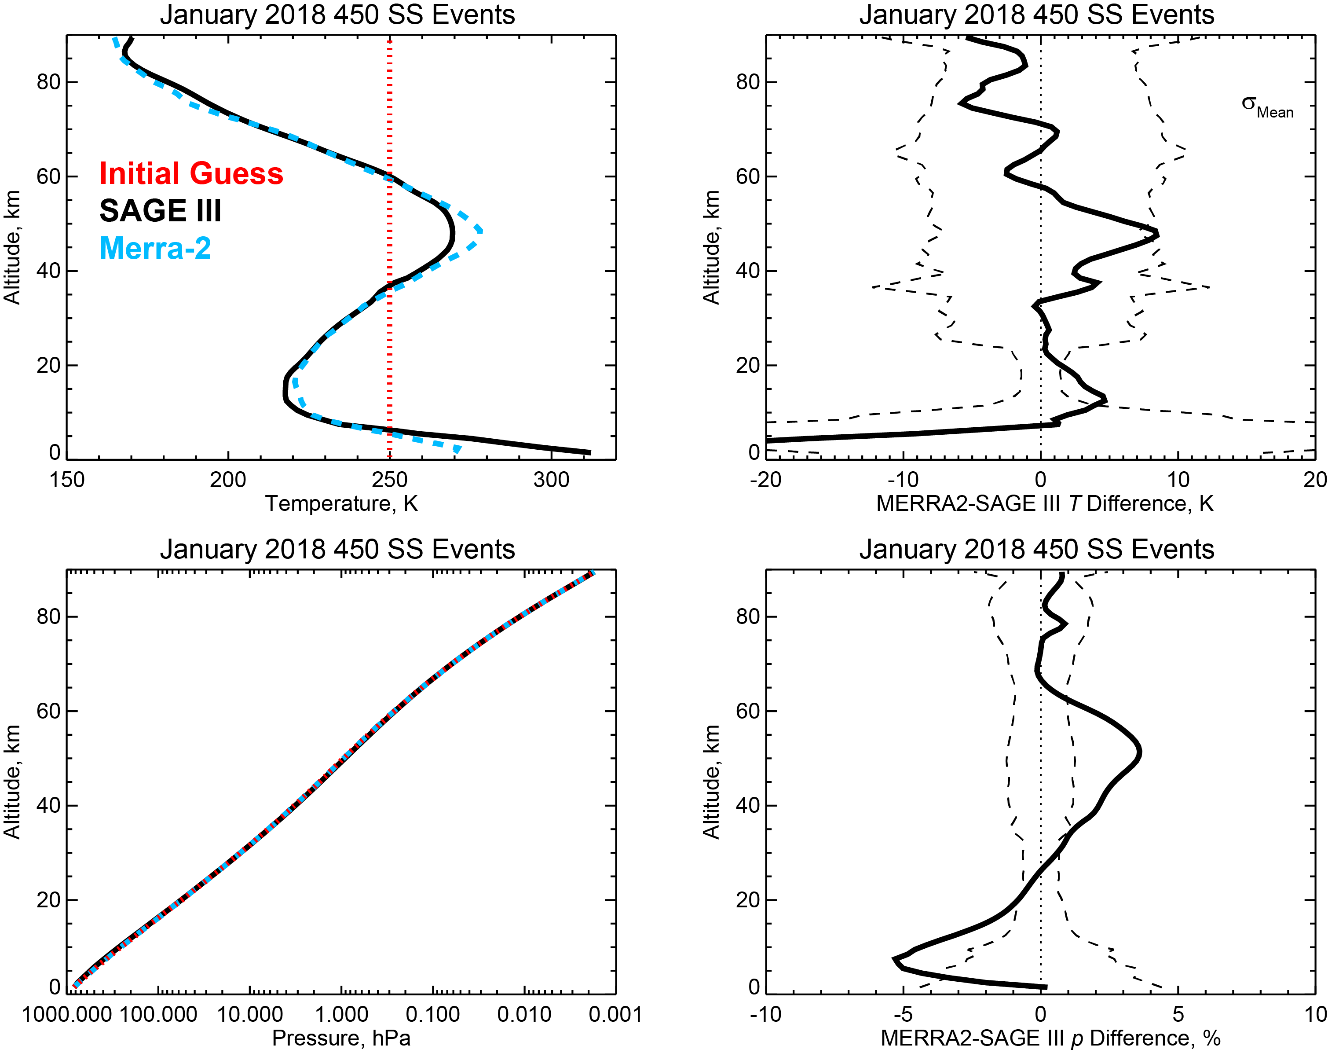 January 2018 450 SS Events
80
60
40
20
0
Altitude, km
Initial Guess
SAGE III
Merra-2
150 200 250 300
Temperature, K
January 2018 450 SS Events
80
60
40
20
0
Altitude, km
σMean
-20 -10 0 10 20
MERRA2-SAGE III T Difference, K
January 2018 450 SS Events
80
60
40
20
0
Altitude, km
1000.000 100.000 10.000 1.000 0.100 0.010 0.001
Pressure, hPa
January 2018 450 SS Events
80
60
40
20
0
Altitude, km
-10 -5 0 5 10
MERRA2-SAGE III p Difference, %